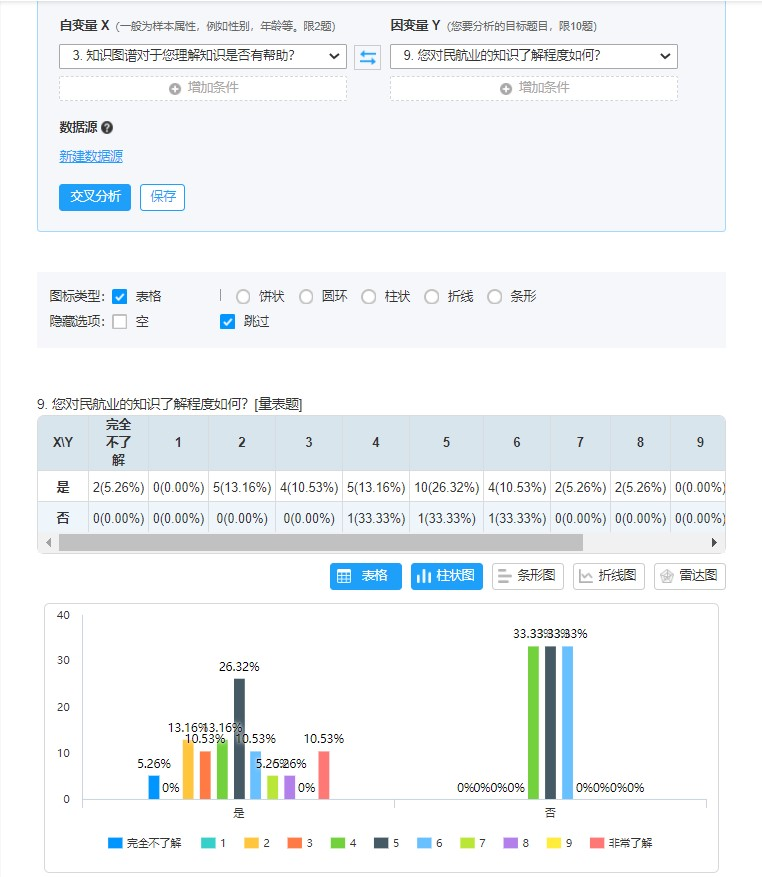 自变量 X (一般为样本属性，例如性别，年龄等。限2题) 因变量 Y (您要分析的目标题目，限10题)
3. 知识图谱对于您理解知识是否有帮助? 9. 您对民航业的知识了解程度如何?
增加条件 增加条件
数据源
新建数据源
交叉分析 保存
图标类型: 表格 | 饼状 圆环 柱状 折线 条形
隐藏选项: 空 跳过
9. 您对民航业的知识了解程度如何? [量表题]
X\Y 完全不了解 1 2 3 4 5 6 7 8 9
是 2(5.26%) 0(0.00%) 5(13.16%) 4(10.53%) 5(13.16%) 10(26.32%) 4(10.53%) 2(5.26%) 2(5.26%) 0(0.00%)
否 0(0.00%) 0(0.00%) 0(0.00%) 0(0.00%) 1(33.33%) 1(33.33%) 1(33.33%) 0(0.00%) 0(0.00%) 0(0.00%)
表格 柱状图 条形图 折线图 雷达图
40
33.33% 33.33% 33.33%
30
26.32%
20
13.16% 13.16%
10.53% 10.53% 10.53%
10
5.26% 5.26% 5.26%
0% 0% 0% 0% 0% 0% 0% 0% 0% 0%
0
是 否
完全不了解 1 2 3 4 5 6 7 8 9 非常了解